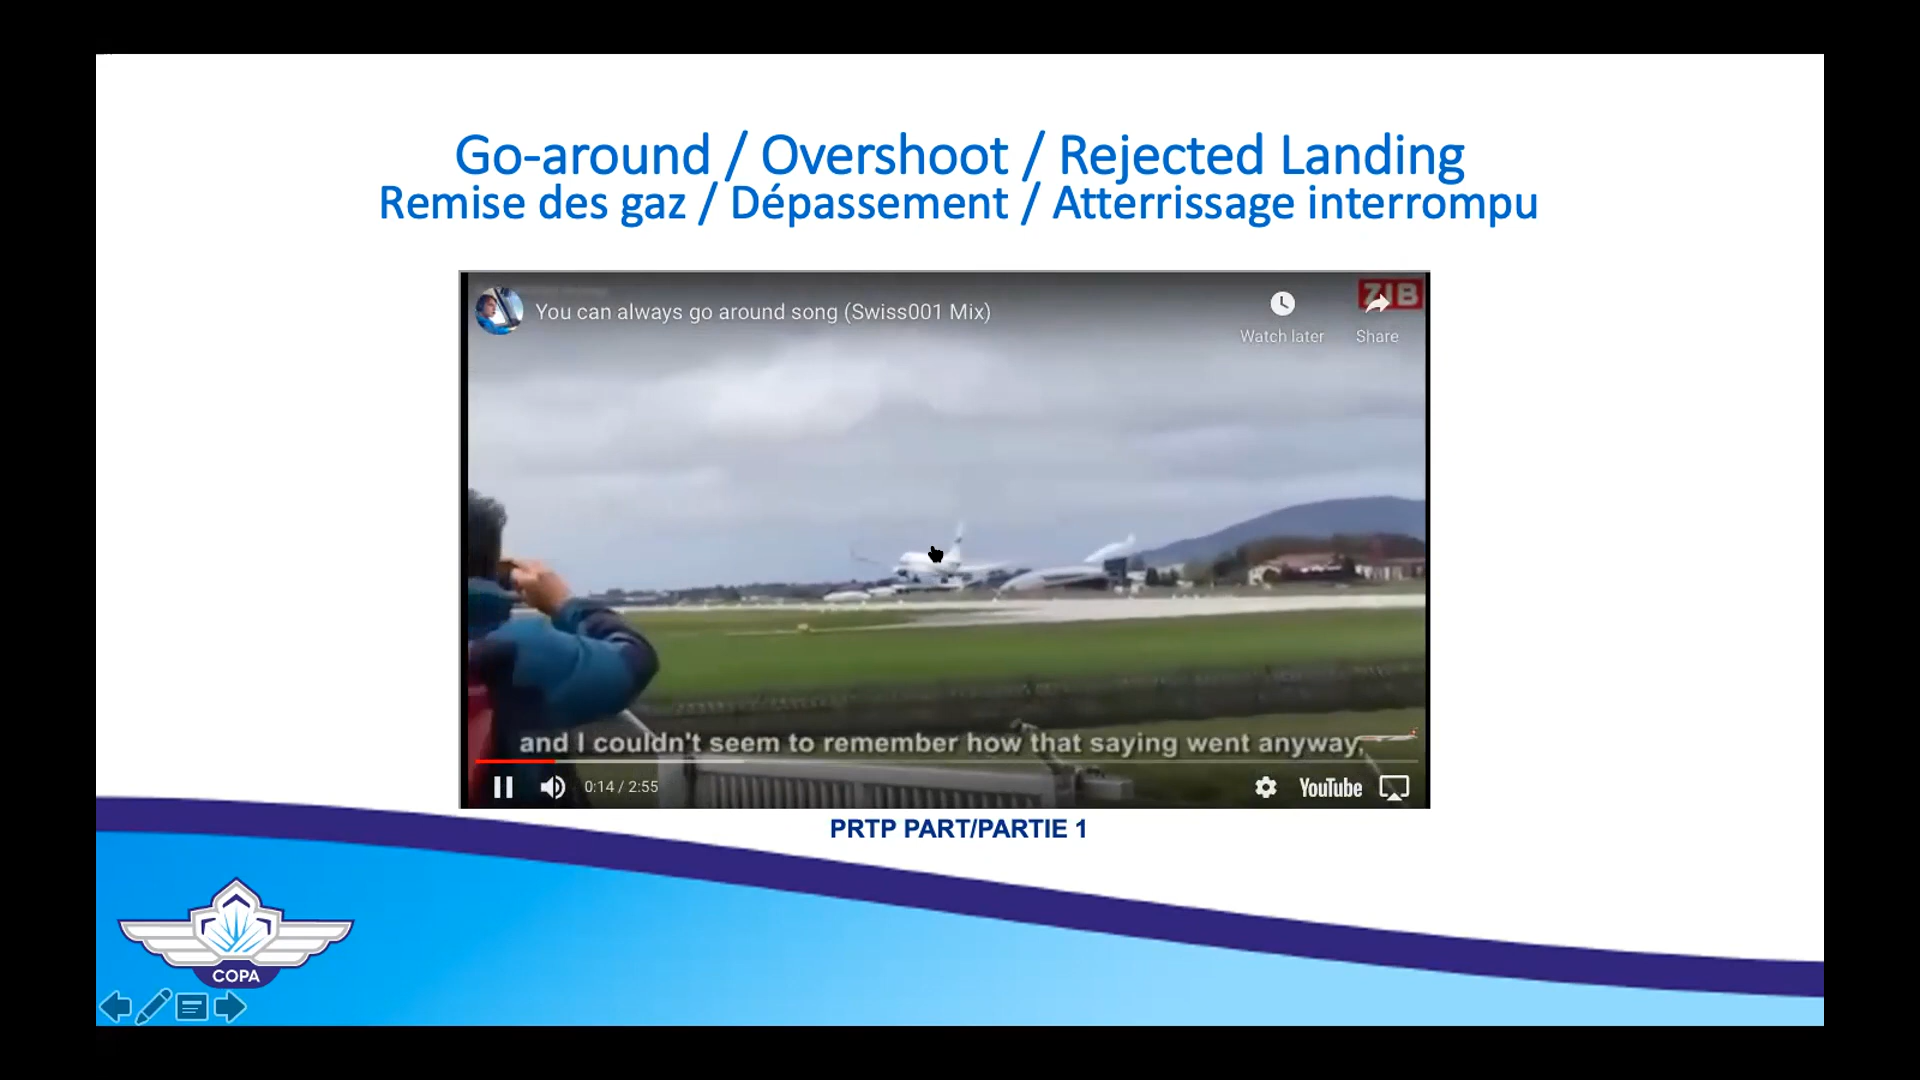 Go-around / Overshoot / Rejected Landing
Remise des gaz / Dépassement / Atterrissage interrompu
You can always go around song (Swiss001 Mix)
ZIB
Watch later
Share
and I couldn't seem to remember how that saying went anyway,
0:14 / 2:55
YouTube
PRTP PART/PARTIE 1
COPA